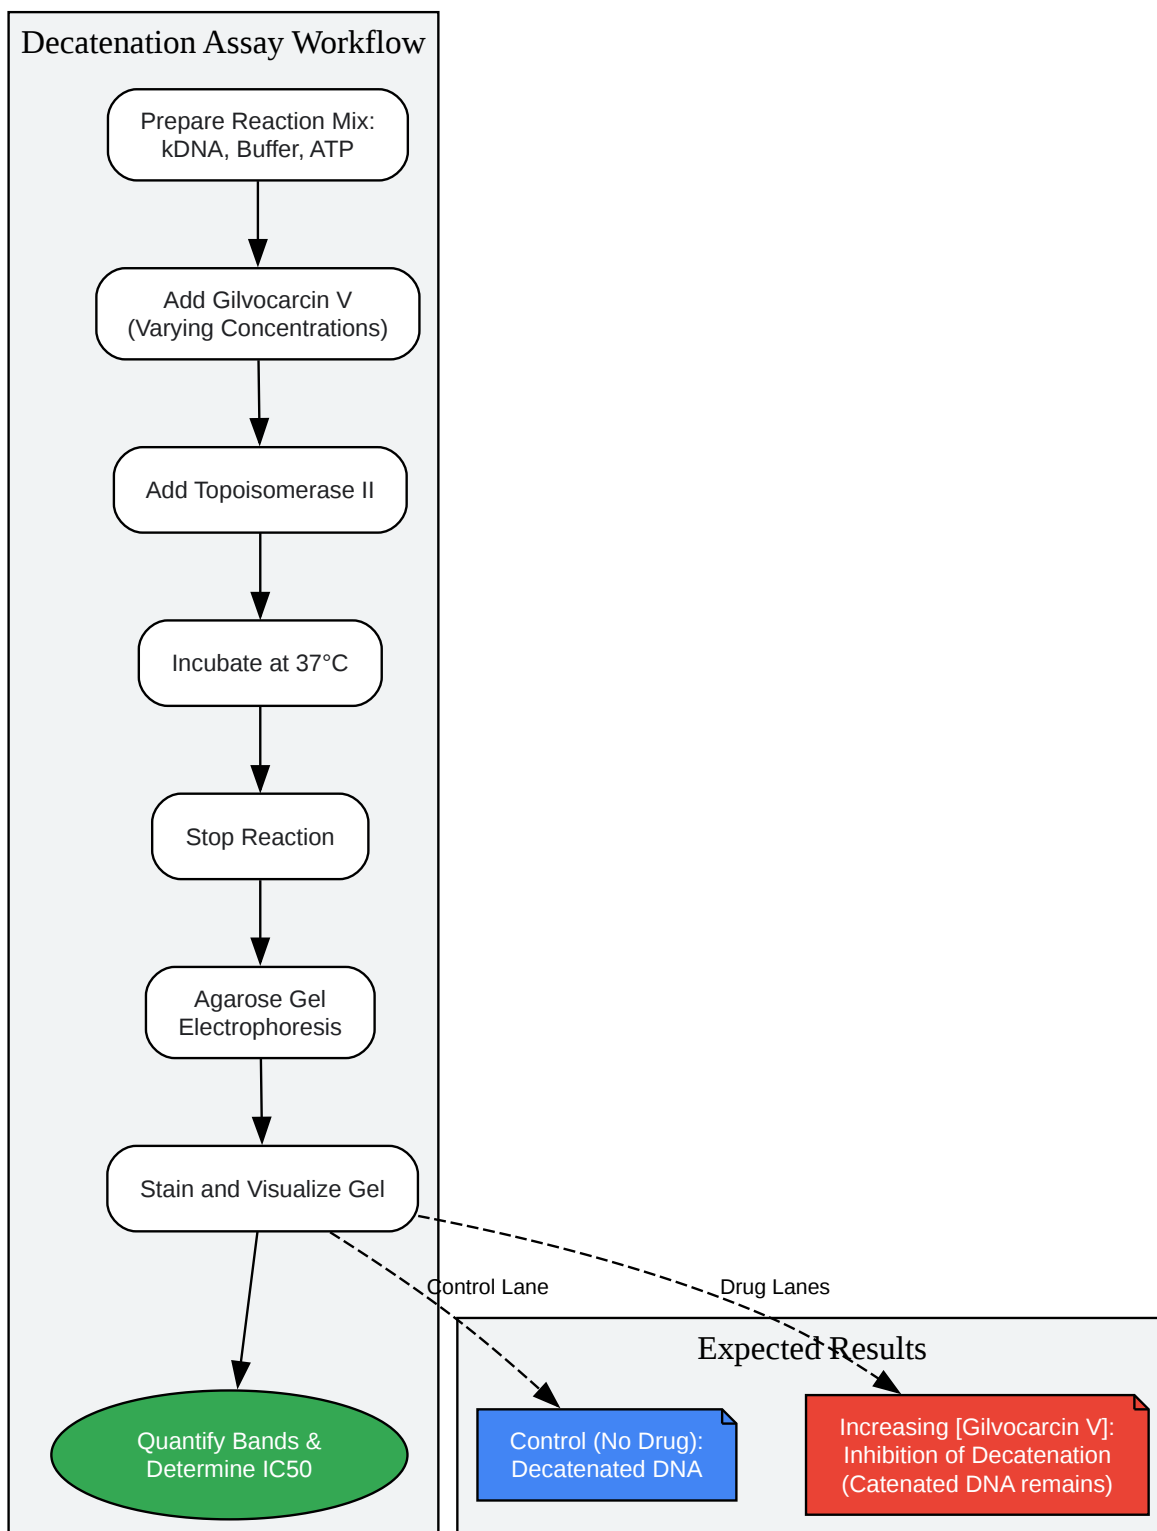 Decatenation Assay Workflow
Prepare Reaction Mix:
kDNA, Buffer, ATP
Add Gilvocarcin V
(Varying Concentrations)
Add Topoisomerase II
Incubate at 37°C
Stop Reaction
Agarose Gel
Electrophoresis
Stain and Visualize Gel
Control Lane
Drug Lanes
Expected Results
Quantify Bands &
Determine IC50
Control (No Drug):
Decatenated DNA
Increasing [Gilvocarcin V]:
Inhibition of Decatenation
(Catenated DNA remains)